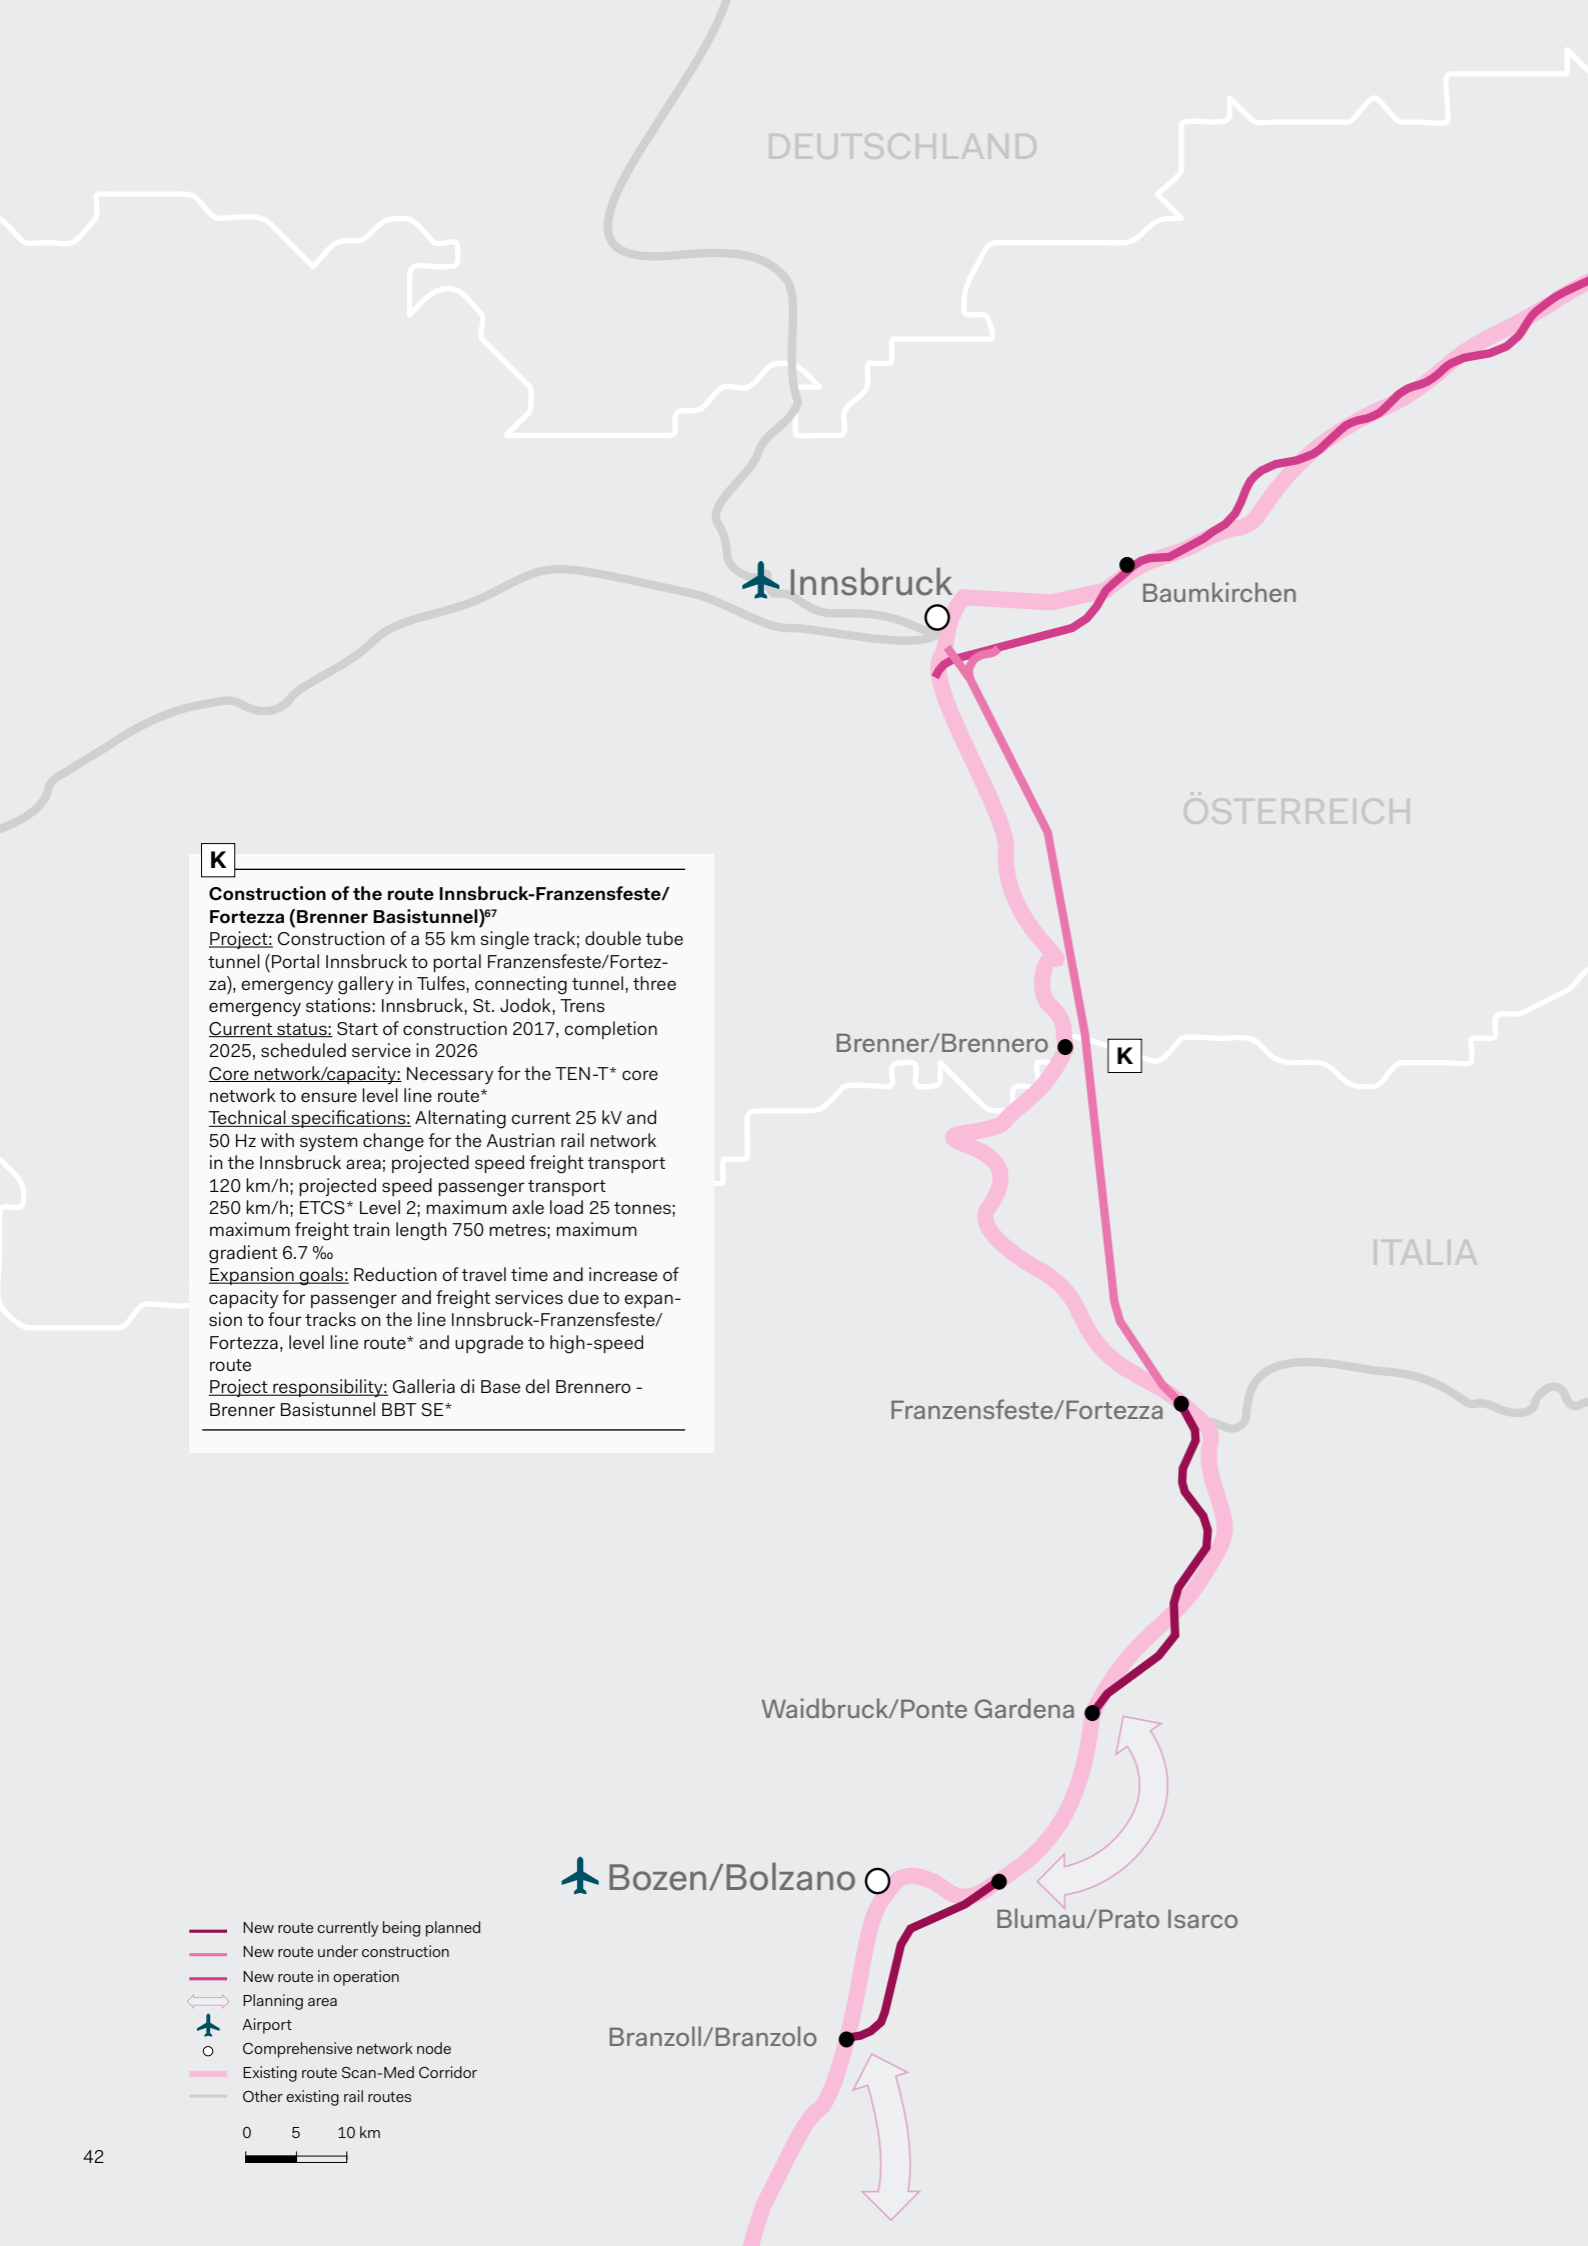 DEUTSCHLAND
Innsbruck
Baumkirchen
ÖSTERREICH
K
Construction of the route Innsbruck-Franzensfeste/
Fortezza (Brenner Basistunnel)⁶⁷
Project: Construction of a 55 km single track; double tube
tunnel (Portal Innsbruck to portal Franzensfeste/Fortez-
za), emergency gallery in Tulfes, connecting tunnel, three
emergency stations: Innsbruck, St. Jodok, Trens
Current status: Start of construction 2017, completion
2025, scheduled service in 2026
Core network/capacity: Necessary for the TEN-T* core
network to ensure level line route*
Technical specifications: Alternating current 25 kV and
50 Hz with system change for the Austrian rail network
in the Innsbruck area; projected speed freight transport
120 km/h; projected speed passenger transport
250 km/h; ETCS* Level 2; maximum axle load 25 tonnes;
maximum freight train length 750 metres; maximum
gradient 6.7 ‰
Expansion goals: Reduction of travel time and increase of
capacity for passenger and freight services due to expan-
sion to four tracks on the line Innsbruck-Franzensfeste/
Fortezza, level line route* and upgrade to high-speed
route
Project responsibility: Galleria di Base del Brennero -
Brenner Basistunnel BBT SE*
Brenner/Brennero
K
ITALIA
Franzensfeste/Fortezza
Waidbruck/Ponte Gardena
Bozen/Bolzano
Blumau/Prato Isarco
Branzoll/Branzolo
New route currently being planned
New route under construction
New route in operation
Planning area
Airport
Comprehensive network node
Existing route Scan-Med Corridor
Other existing rail routes
0 5 10 km
42